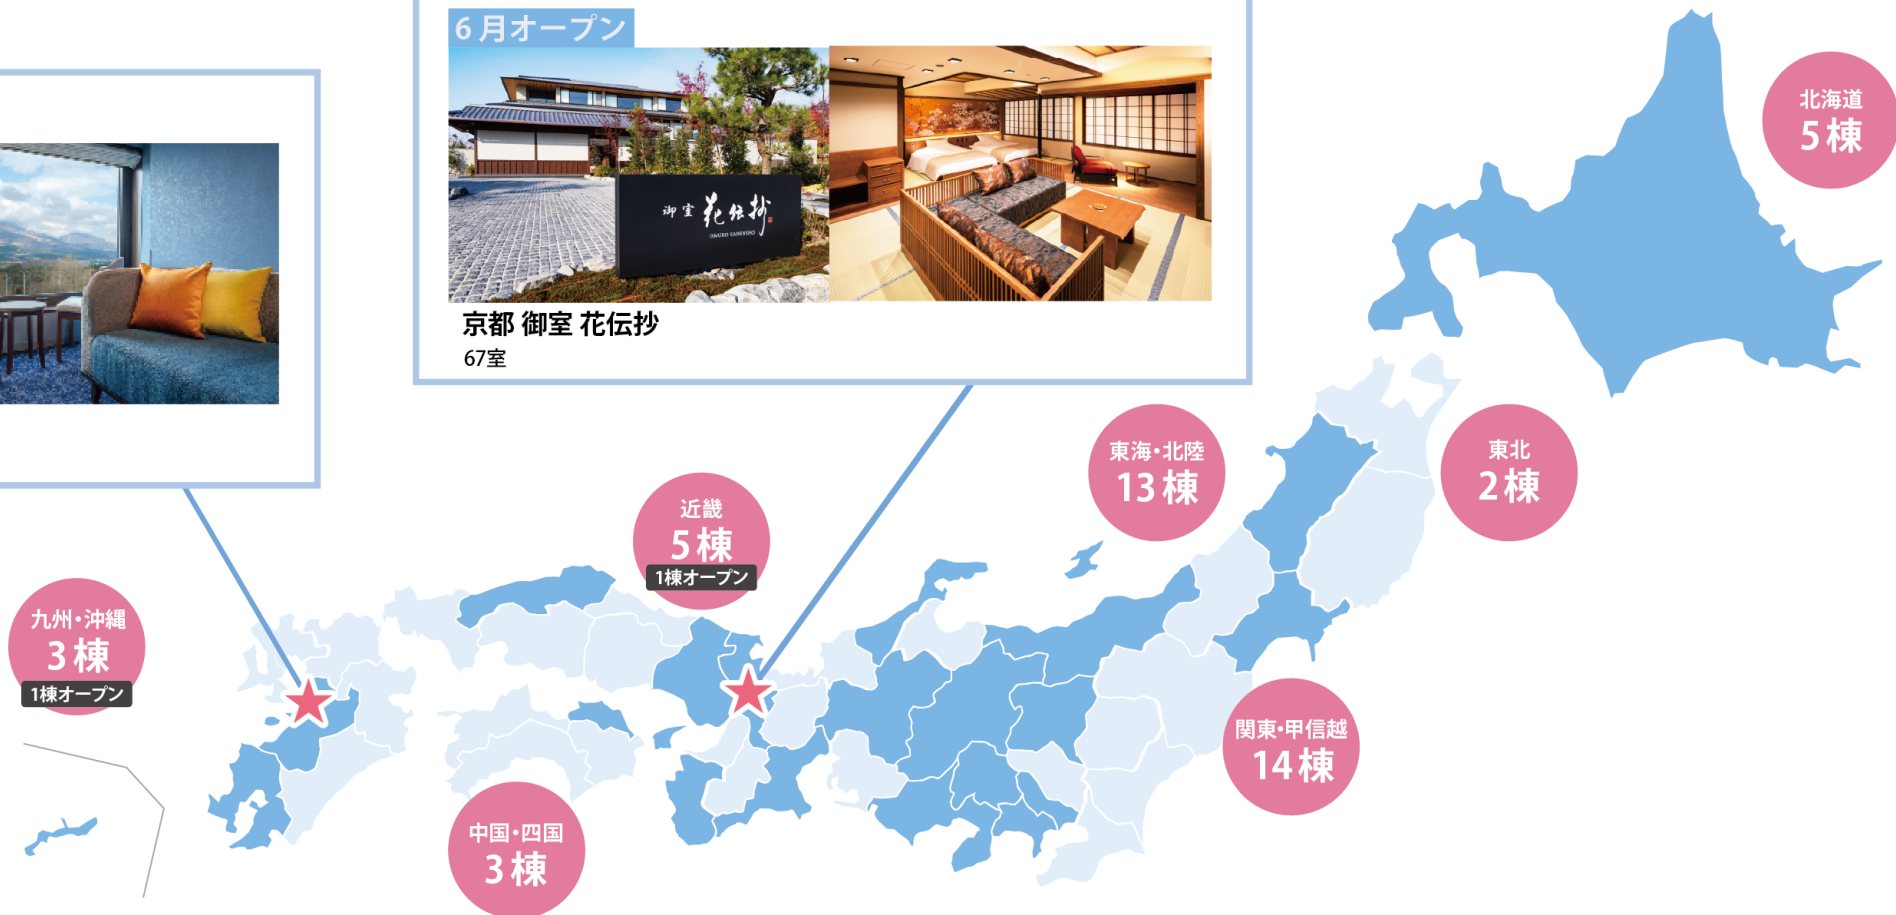 6月オープン
御室 花伝抄
OMURO KADENSHO
京都 御室 花伝抄
67室
北海道
5棟
東海・北陸
13棟
東北
2棟
近畿
5棟
1棟オープン
九州・沖縄
3棟
1棟オープン
関東・甲信越
14棟
中国・四国
3棟